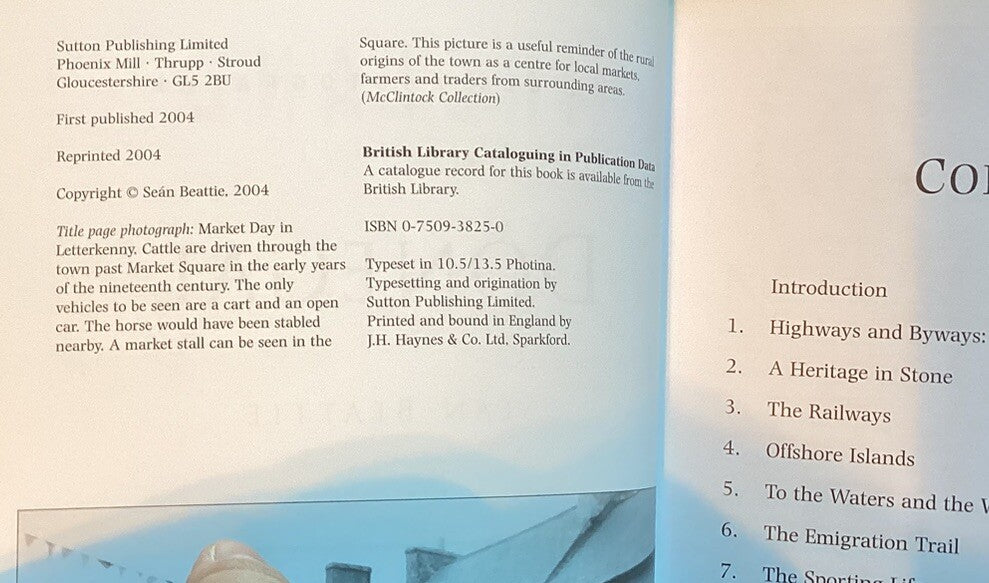 Sutton Publishing Limited
Phoenix Mill · Thrupp · Stroud
Gloucestershire · GL5 2BU
First published 2004
Reprinted 2004
Copyright © Seán Beattie, 2004
Title page photograph: Market Day in
Letterkenny. Cattle are driven through the
town past Market Square in the early years
of the nineteenth century. The only
vehicles to be seen are a cart and an open
car. The horse would have been stabled
nearby. A market stall can be seen in the
Square. This picture is a useful reminder of the rural
origins of the town as a centre for local markets,
farmers and traders from surrounding areas.
(McClintock Collection)
British Library Cataloguing in Publication Data
A catalogue record for this book is available from the
British Library.
ISBN 0-7509-3825-0
Typeset in 10.5/13.5 Photina.
Typesetting and origination by
Sutton Publishing Limited.
Printed and bound in England by
J.H. Haynes & Co. Ltd, Sparkford.
Introduction
1. Highways and Byways:
2. A Heritage in Stone
3. The Railways
4. Offshore Islands
5. To the Waters and the
6. The Emigration Trail
7. The Sporting